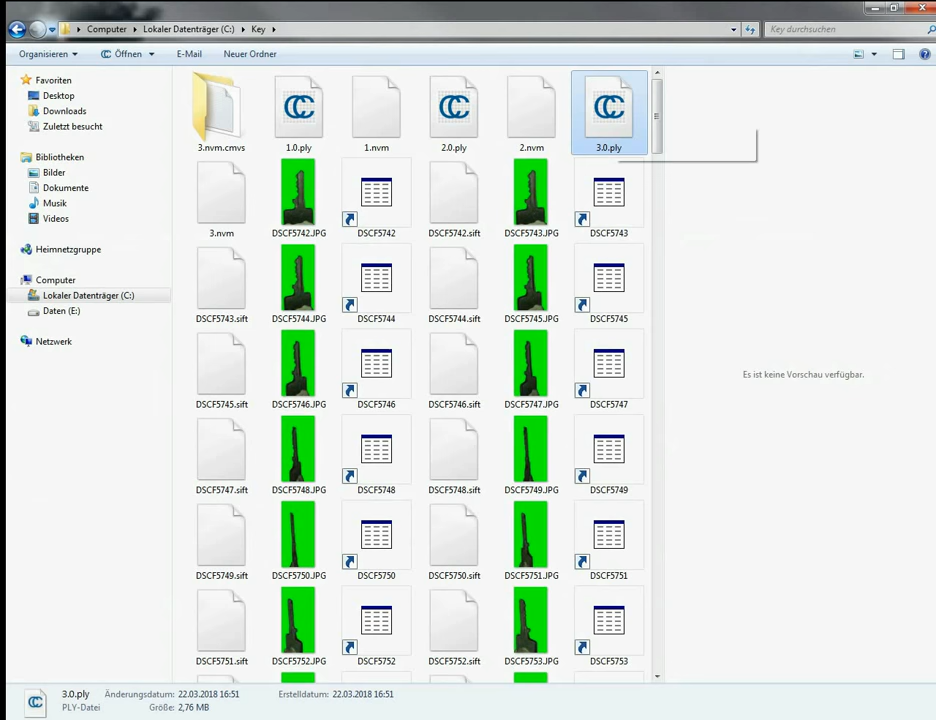 Computer ▸ Lokaler Datenträger (C:) ▸ Key ▸
Key durchsuchen
Organisieren
Öffnen
E-Mail
Neuer Ordner
Favoriten
Desktop
Downloads
Zuletzt besucht
Bibliotheken
Bilder
Dokumente
Musik
Videos
Heimnetzgruppe
Computer
Lokaler Datenträger (C:)
Daten (E:)
Netzwerk
3.nvm.cmvs
1.0.ply
1.nvm
2.0.ply
2.nvm
3.0.ply
3.nvm
DSCF5742.JPG
DSCF5742
DSCF5742.sift
DSCF5743.JPG
DSCF5743
DSCF5743.sift
DSCF5744.JPG
DSCF5744
DSCF5744.sift
DSCF5745.JPG
DSCF5745
DSCF5745.sift
DSCF5746.JPG
DSCF5746
DSCF5746.sift
DSCF5747.JPG
DSCF5747
DSCF5747.sift
DSCF5748.JPG
DSCF5748
DSCF5748.sift
DSCF5749.JPG
DSCF5749
DSCF5749.sift
DSCF5750.JPG
DSCF5750
DSCF5750.sift
DSCF5751.JPG
DSCF5751
DSCF5751.sift
DSCF5752.JPG
DSCF5752
DSCF5752.sift
DSCF5753.JPG
DSCF5753
Es ist keine Vorschau verfügbar.
3.0.ply Änderungsdatum: 22.03.2018 16:51 Erstelldatum: 22.03.2018 16:51
PLY-Datei Größe: 2,76 MB